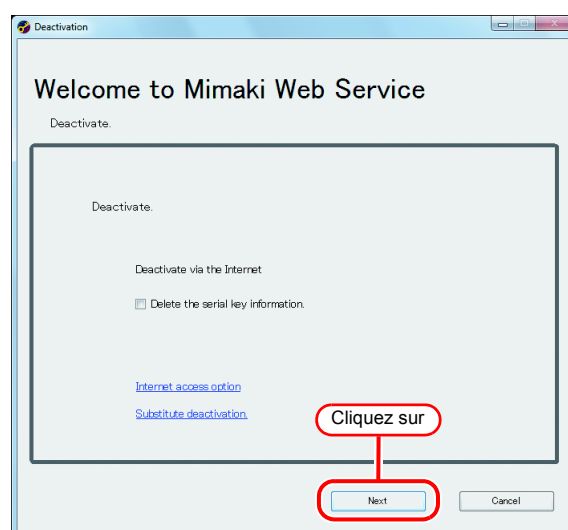 Deactivation
Welcome to Mimaki Web Service
Deactivate.
Deactivate.
Deactivate via the Internet
Delete the serial key information.
Internet access option
Substitute deactivation.
Cliquez sur
Next
Cancel